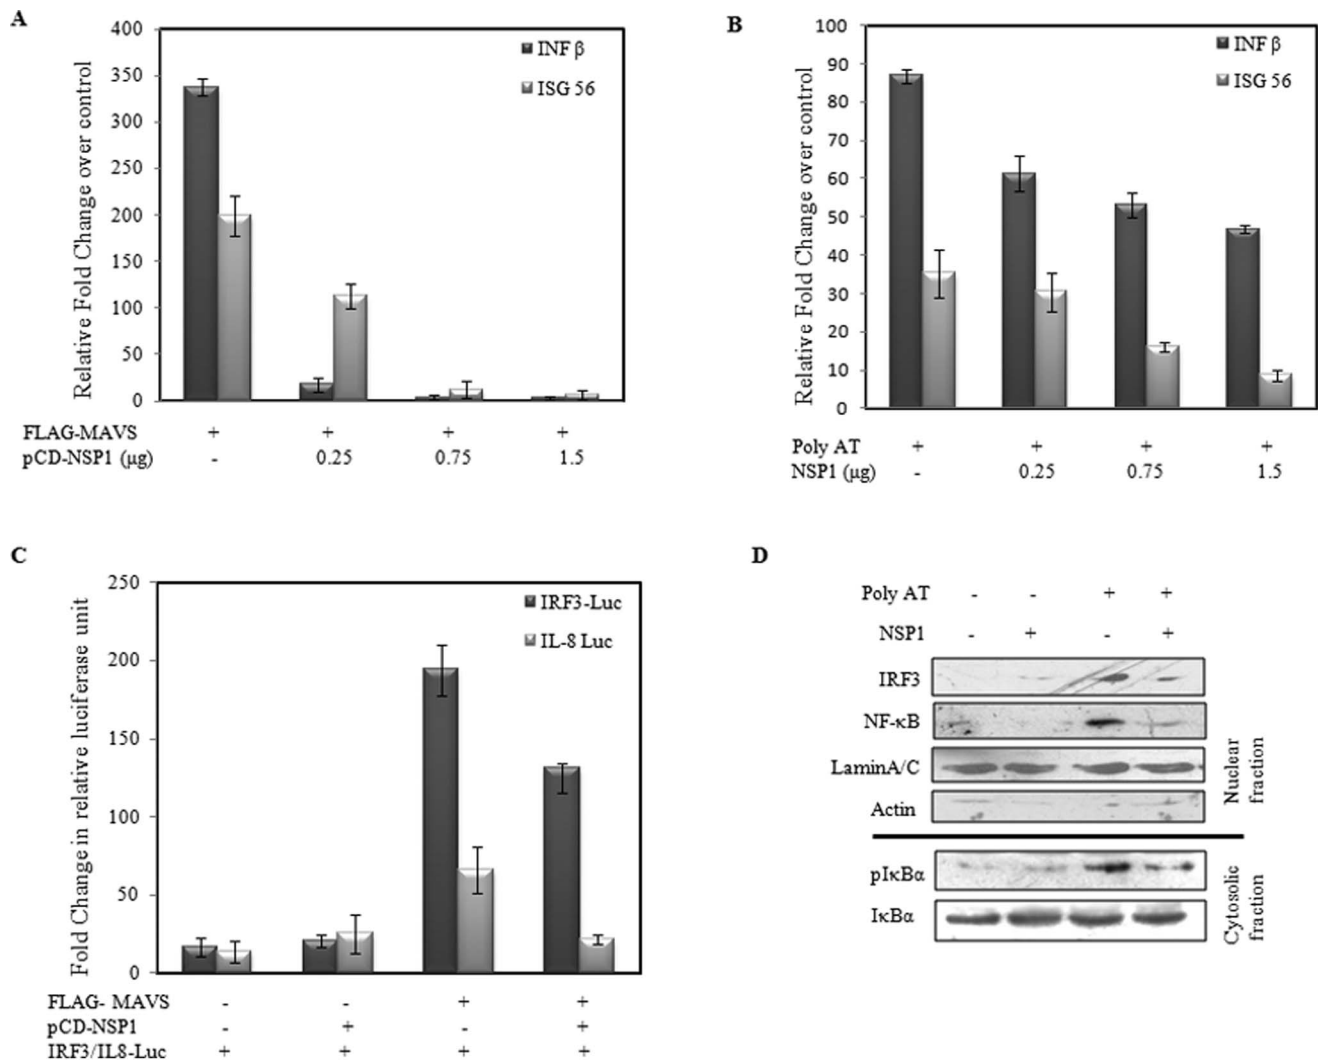 A
Relative Fold Change over control
400
350
300
250
200
150
100
50
0
INF β
ISG 56
FLAG-MAVS + + + +
pCD-NSP1 (μg) - 0.25 0.75 1.5
B
Relative Fold Change over control
100
90
80
70
60
50
40
30
20
10
0
INF β
ISG 56
Poly AT + + + +
NSP1 (μg) - 0.25 0.75 1.5
C
Fold Change in relative luciferase unit
250
200
150
100
50
0
IRF3-Luc
IL-8 Luc
FLAG- MAVS - - + +
pCD-NSP1 - + - +
IRF3/IL8-Luc + + + +
D
Poly AT - - + +
NSP1 - + - +
IRF3
NF-κB
LaminA/C
Actin
Nuclear
fraction
pIκBα
IκBα
Cytosolic
fraction